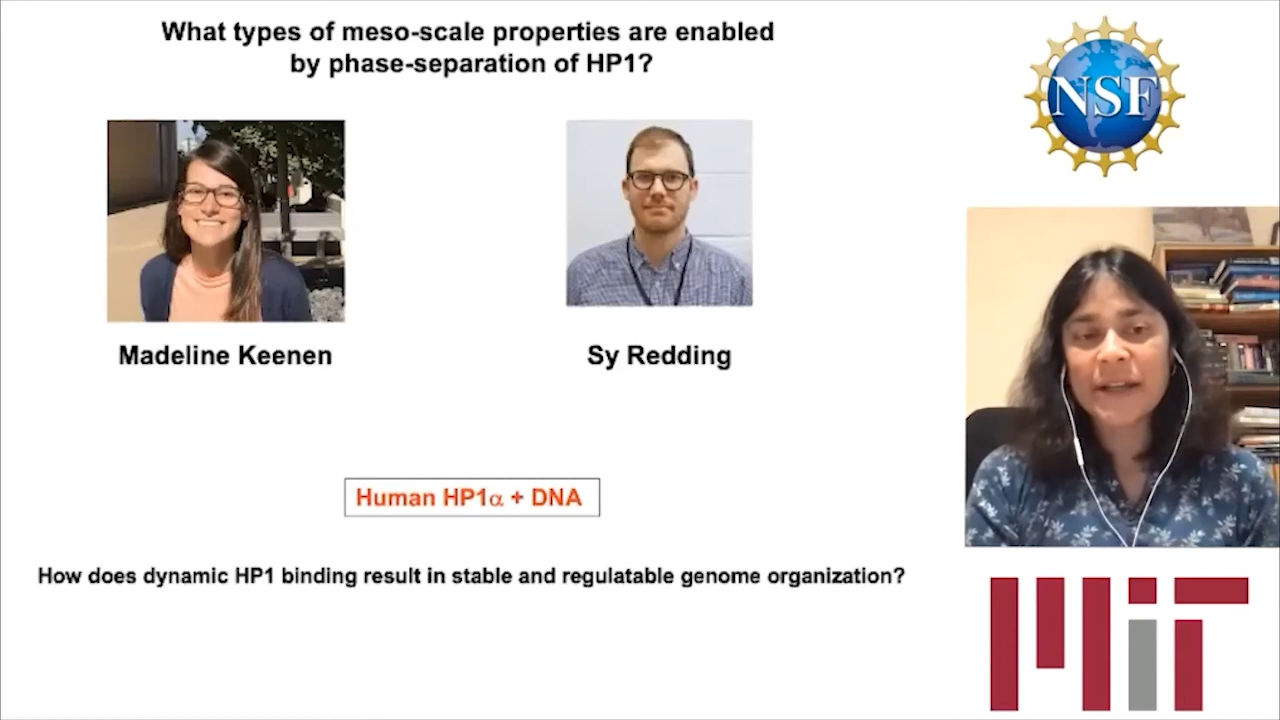 What types of meso-scale properties are enabled
by phase-separation of HP1?
NSF
Madeline Keenen
Sy Redding
Human HP1α + DNA
How does dynamic HP1 binding result in stable and regulatable genome organization?
MIT